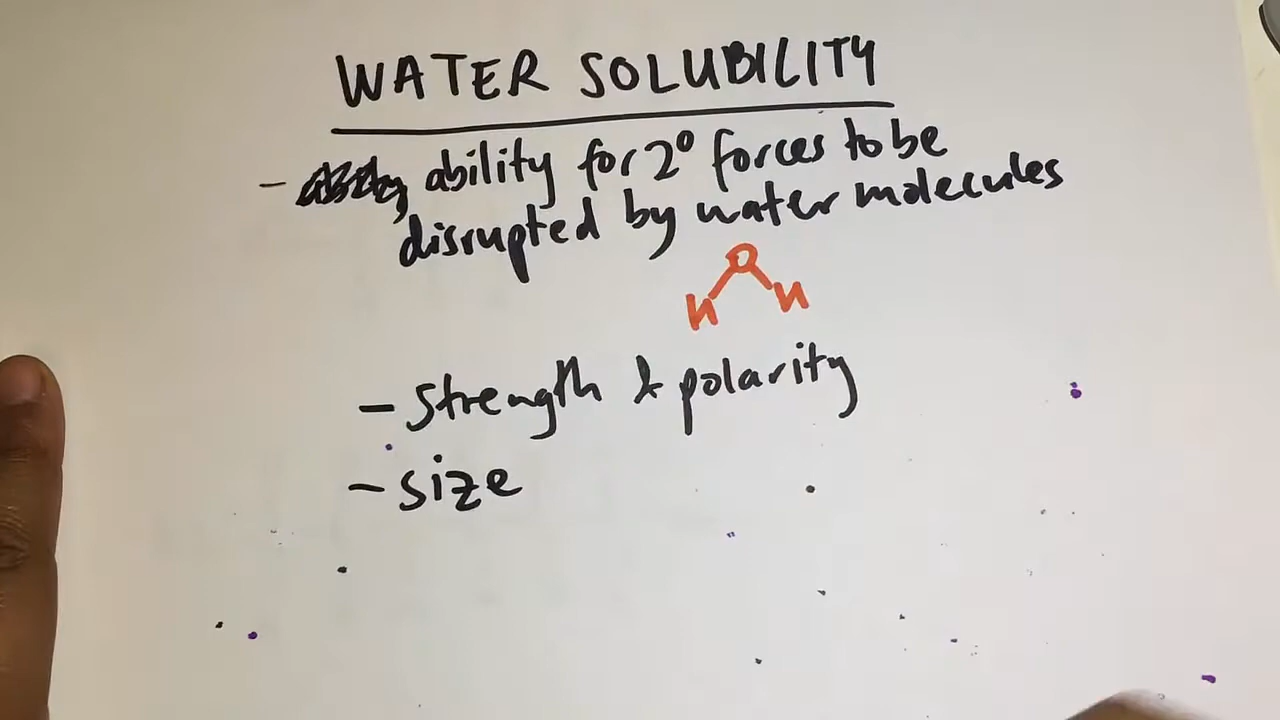 WATER SOLUBILITY
- ability for 2° forces to be
disrupted by water molecules
O
H H
- Strength & polarity
- size